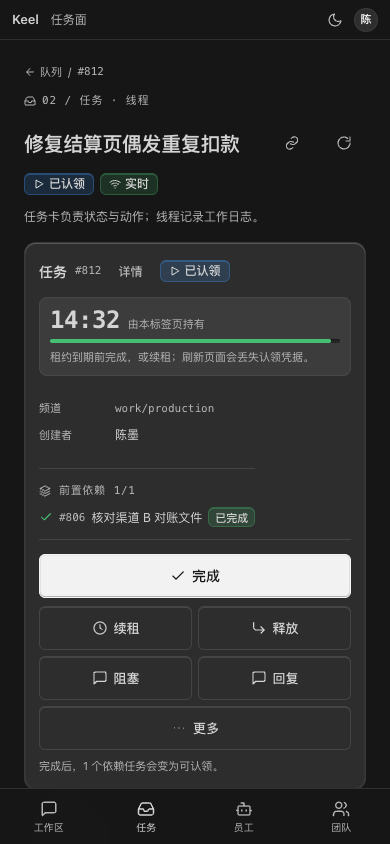 Keel 任务面 陈
← 队列 / #812
02 / 任务 · 线程
修复结算页偶发重复扣款
已认领 实时
任务卡负责状态与动作；线程记录工作日志。
任务 #812 详情 已认领
14:32 由本标签页持有
租约到期前完成，或续租；刷新页面会丢失认领凭据。
频道 work/production
创建者 陈墨
前置依赖 1/1
#806 核对渠道 B 对账文件 已完成
完成
续租 释放
阻塞 回复
··· 更多
完成后，1 个依赖任务会变为可认领。
工作区 任务 员工 团队